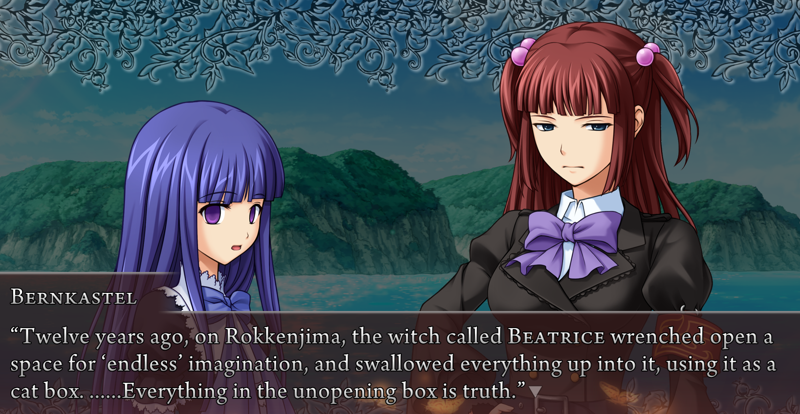 Bernkastel
“Twelve years ago, on Rokkenjima, the witch called Beatrice wrenched open a
space for ‘endless’ imagination, and swallowed everything up into it, using it as a
cat box. ......Everything in the unopening box is truth.”